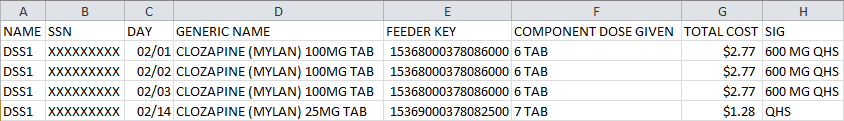 A B C D E F G H
NAME SSN DAY GENERIC NAME FEEDER KEY COMPONENT DOSE GIVEN TOTAL COST SIG
DSS1 XXXXXXXXX 02/01 CLOZAPINE (MYLAN) 100MG TAB 15368000378086000 6 TAB $2.77 600 MG QHS
DSS1 XXXXXXXXX 02/02 CLOZAPINE (MYLAN) 100MG TAB 15368000378086000 6 TAB $2.77 600 MG QHS
DSS1 XXXXXXXXX 02/03 CLOZAPINE (MYLAN) 100MG TAB 15368000378086000 6 TAB $2.77 600 MG QHS
DSS1 XXXXXXXXX 02/14 CLOZAPINE (MYLAN) 25MG TAB 15369000378082500 7 TAB $1.28 QHS